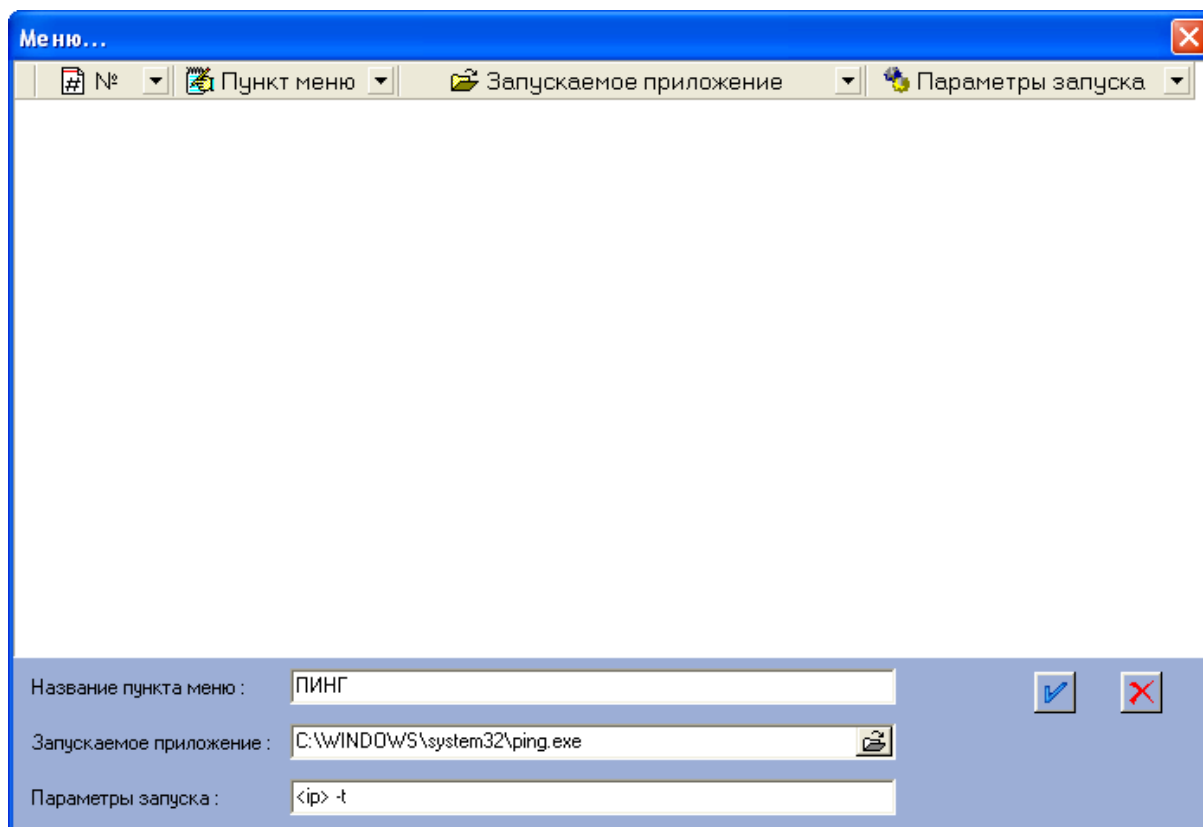 Меню...
№ Пункт меню Запускаемое приложение Параметры запуска
Название пункта меню : ПИНГ
Запускаемое приложение : C:\WINDOWS\system32\ping.exe
Параметры запуска : <ip> -t